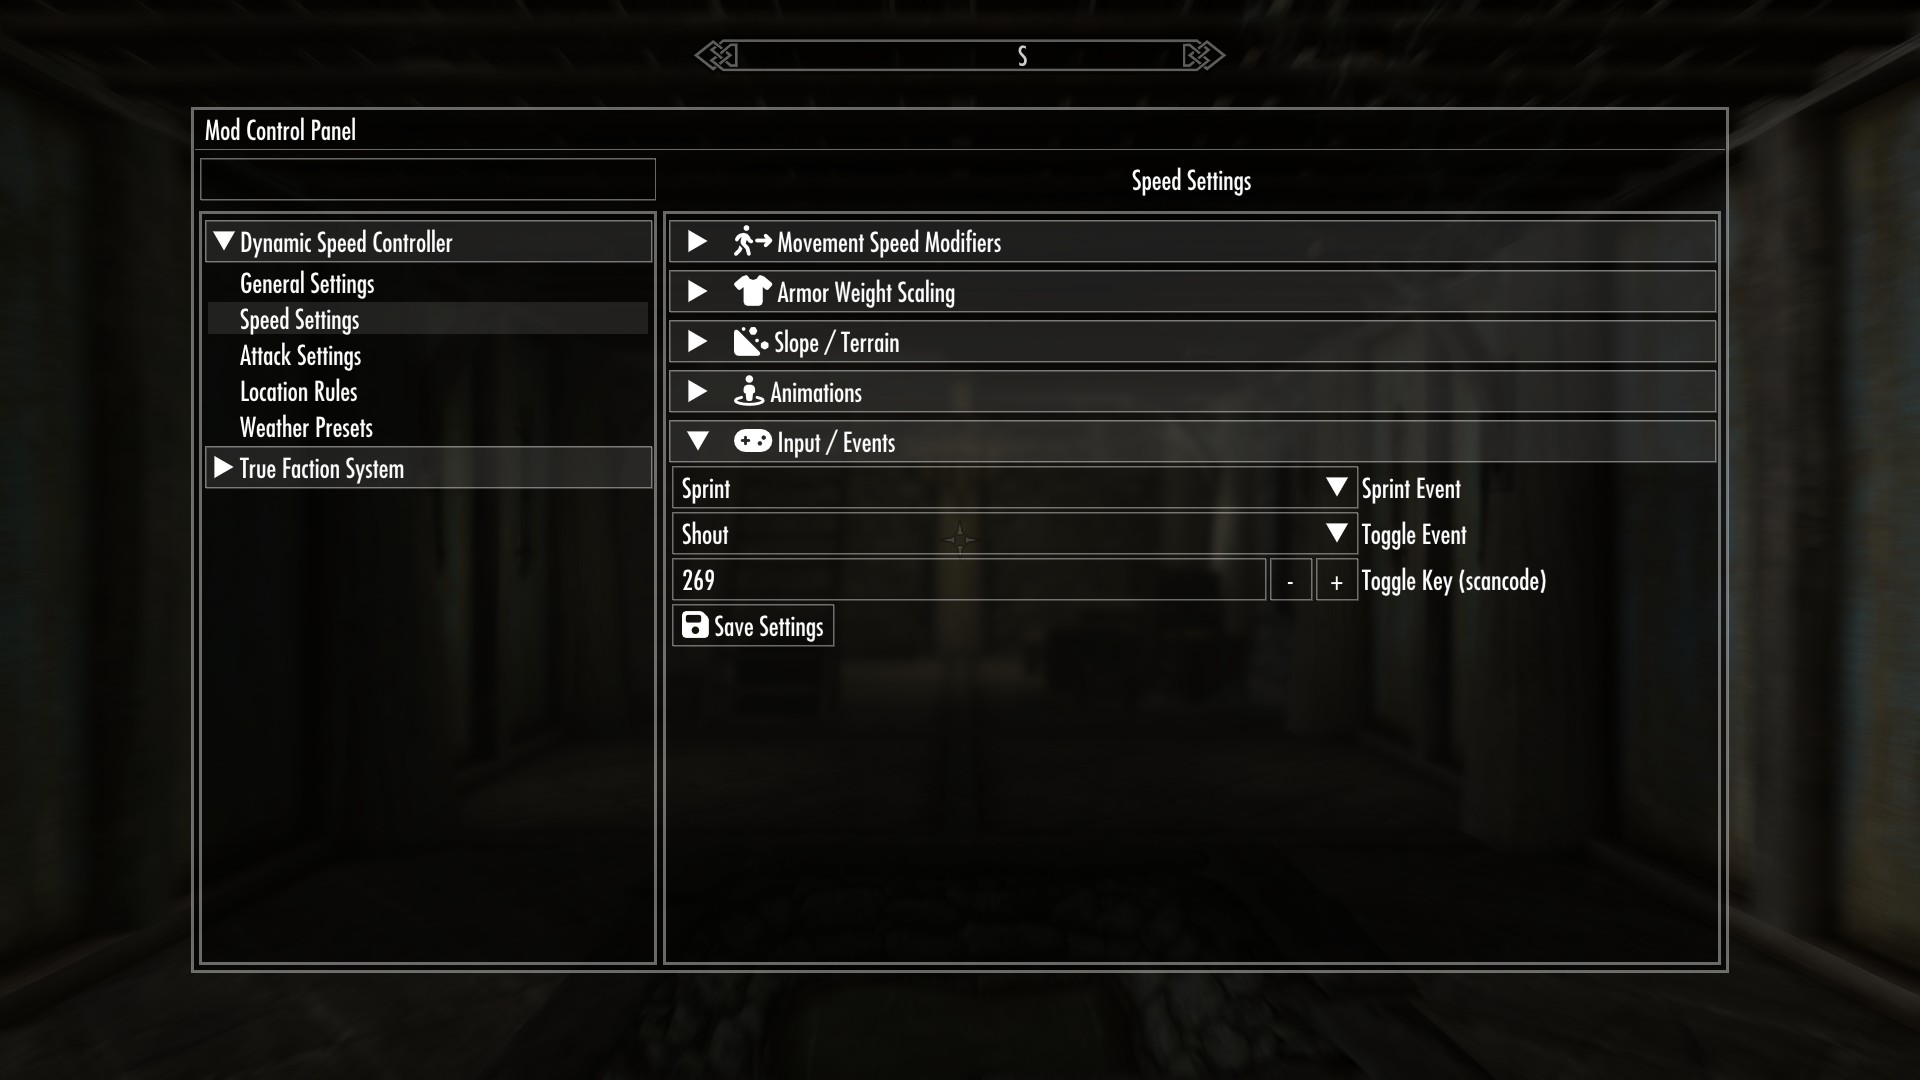 S
Mod Control Panel
Speed Settings
Dynamic Speed Controller
General Settings
Speed Settings
Attack Settings
Location Rules
Weather Presets
True Faction System
Movement Speed Modifiers
Armor Weight Scaling
Slope / Terrain
Animations
Input / Events
Sprint Sprint Event
Shout Toggle Event
269 - + Toggle Key (scancode)
Save Settings